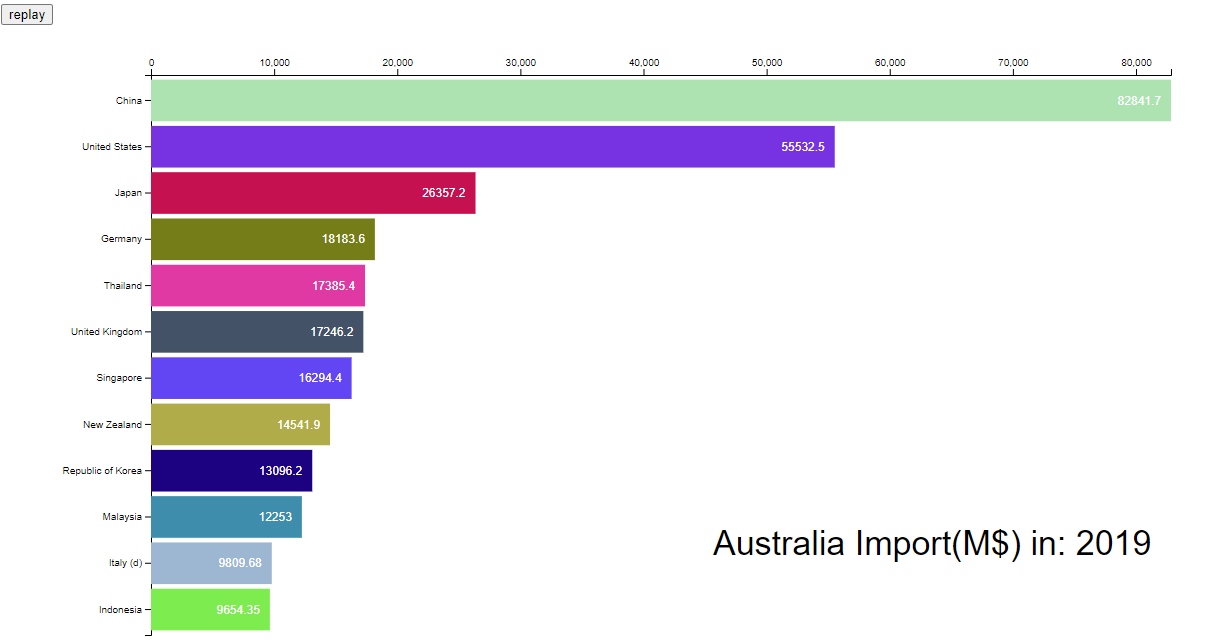 replay
0 10,000 20,000 30,000 40,000 50,000 60,000 70,000 80,000
China 82841.7
United States 55532.5
Japan 26357.2
Germany 18183.6
Thailand 17385.4
United Kingdom 17246.2
Singapore 16294.4
New Zealand 14541.9
Republic of Korea 13096.2
Malaysia 12253
Australia Import(M$) in: 2019
Italy (d) 9809.68
Indonesia 9654.35